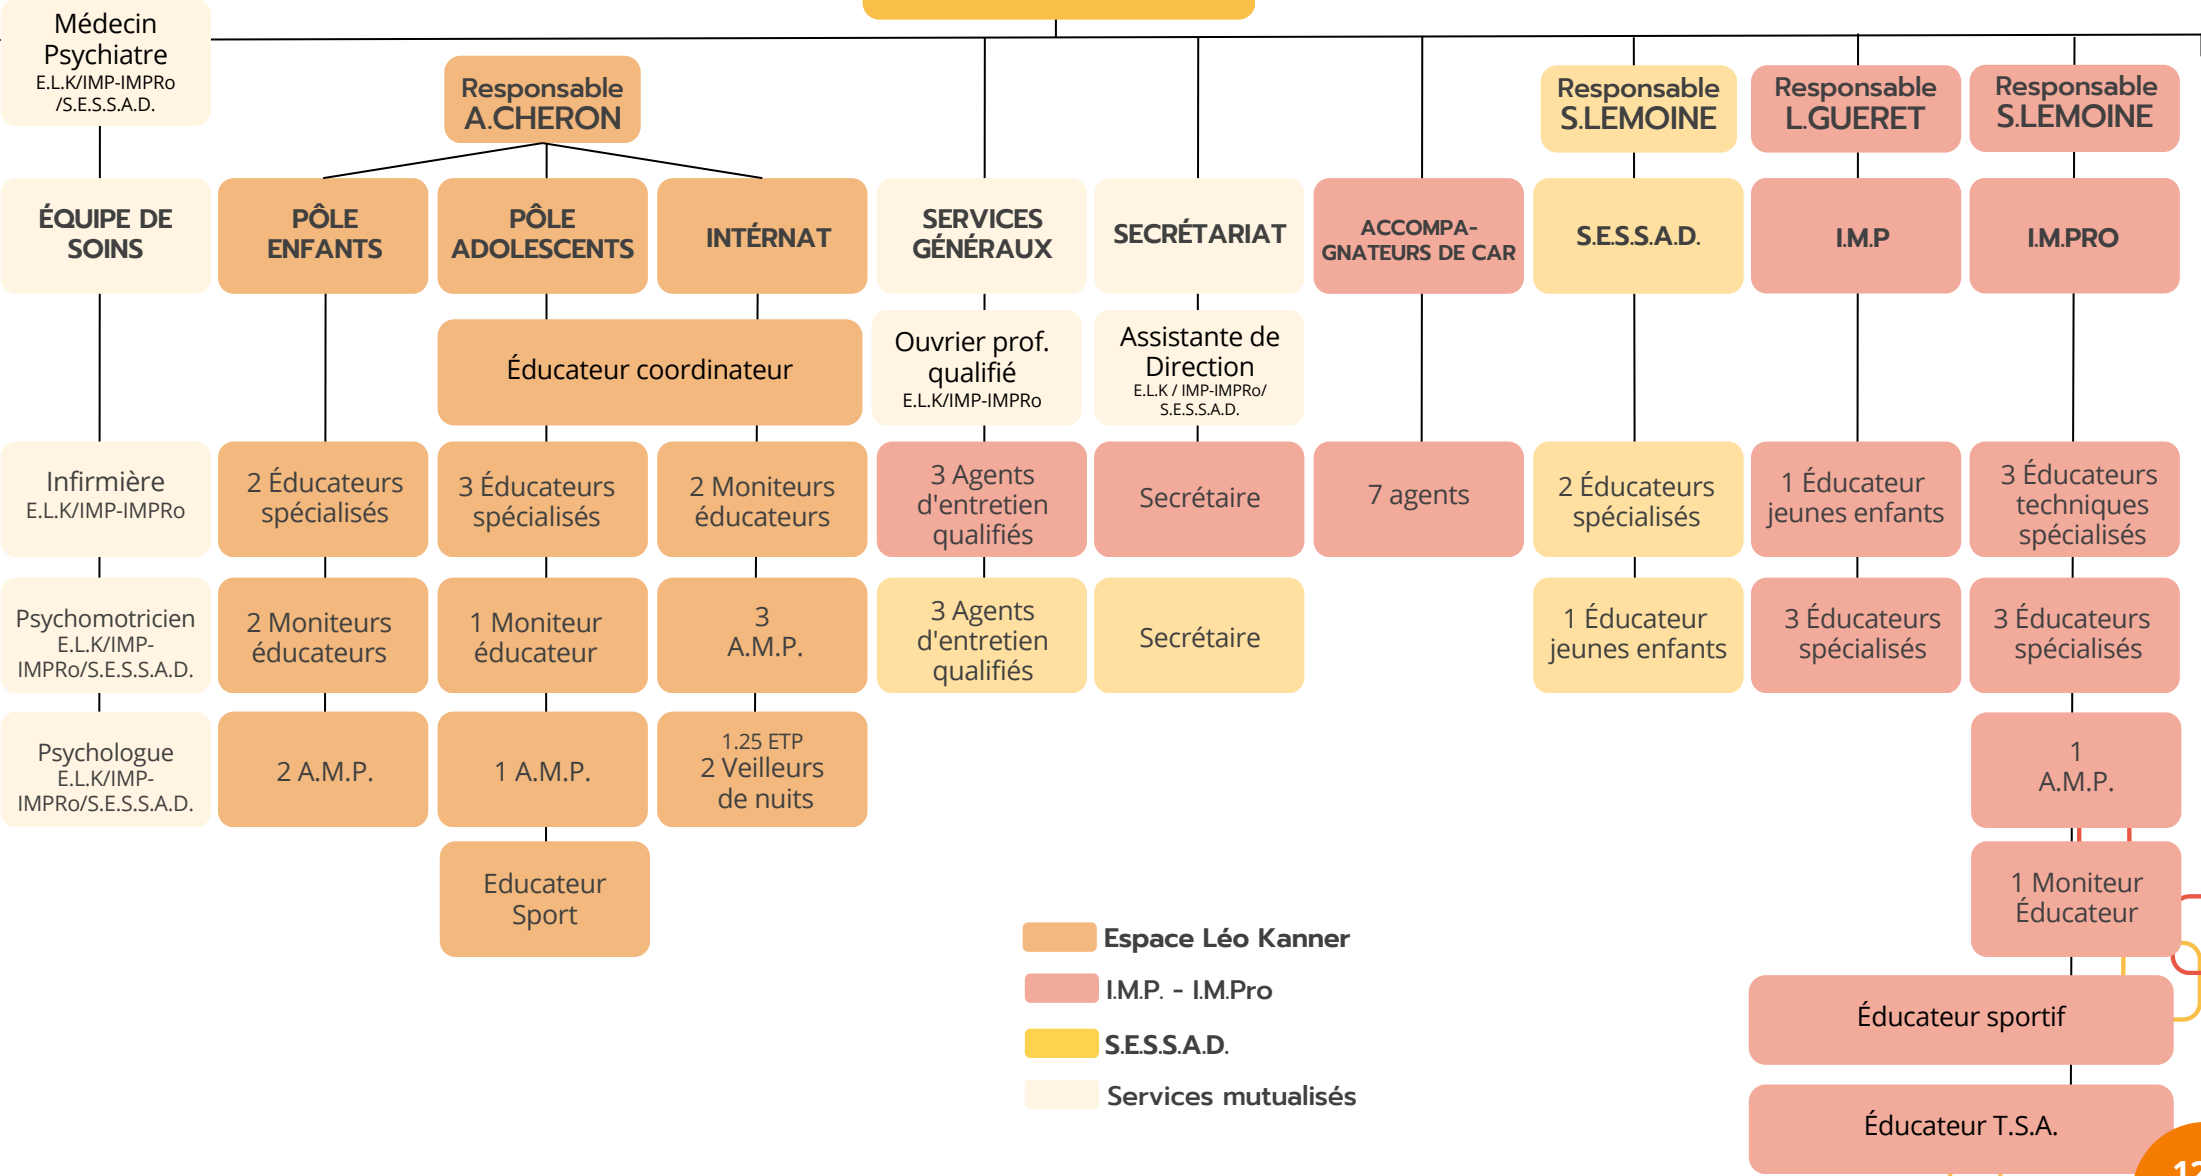 Médecin
Psychiatre
E.L.K/IMP-IMPRo
/S.E.S.S.A.D.
Responsable
A.CHERON
Responsable
S.LEMOINE
Responsable
L.GUERET
Responsable
S.LEMOINE
ÉQUIPE DE
SOINS
PÔLE
ENFANTS
PÔLE
ADOLESCENTS
INTÉRNAT
SERVICES
GÉNÉRAUX
SECRÉTARIAT
ACCOMPA-
GNATEURS DE CAR
S.E.S.S.A.D.
I.M.P
I.M.PRO
Éducateur coordinateur
Ouvrier prof.
qualifié
E.L.K/IMP-IMPRo
Assistante de
Direction
E.L.K / IMP-IMPRo/
S.E.S.S.A.D.
Infirmière
E.L.K/IMP-IMPRo
2 Éducateurs
spécialisés
3 Éducateurs
spécialisés
2 Moniteurs
éducateurs
3 Agents
d'entretien
qualifiés
Secrétaire
7 agents
2 Éducateurs
spécialisés
1 Éducateur
jeunes enfants
3 Éducateurs
techniques
spécialisés
Psychomotricien
E.L.K/IMP-
IMPRo/S.E.S.S.A.D.
2 Moniteurs
éducateurs
1 Moniteur
éducateur
3
A.M.P.
3 Agents
d'entretien
qualifiés
Secrétaire
1 Éducateur
jeunes enfants
3 Éducateurs
spécialisés
3 Éducateurs
spécialisés
Psychologue
E.L.K/IMP-
IMPRo/S.E.S.S.A.D.
2 A.M.P.
1 A.M.P.
1.25 ETP
2 Veilleurs
de nuits
1
A.M.P.
Educateur
Sport
1 Moniteur
Éducateur
Espace Léo Kanner
I.M.P. - I.M.Pro
S.E.S.S.A.D.
Services mutualisés
Éducateur sportif
Éducateur T.S.A.